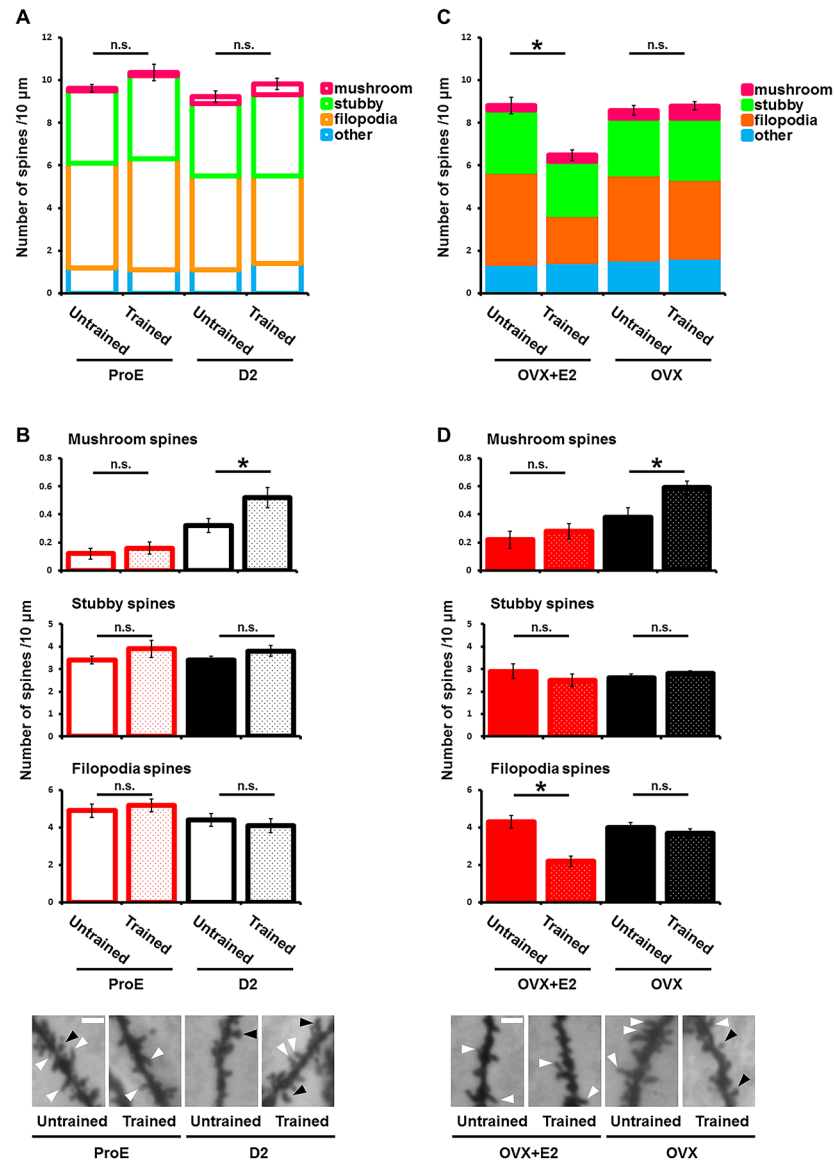 A
n.s.
n.s.
12
10
8
6
4
2
0
Number of spines /10 µm
mushroom
stubby
filopodia
other
Untrained
Trained
Untrained
Trained
ProE
D2
B
Mushroom spines
n.s.
*
0.8
0.6
0.4
0.2
0
Stubby spines
n.s.
n.s.
5
4
3
2
1
0
Number of spines /10 µm
Filopodia spines
n.s.
n.s.
6
4
2
0
Untrained
Trained
Untrained
Trained
ProE
D2
Untrained Trained Untrained Trained
ProE
D2
C
*
n.s.
12
10
8
6
4
2
0
Number of spines /10 µm
mushroom
stubby
filopodia
other
Untrained
Trained
Untrained
Trained
OVX+E2
OVX
D
Mushroom spines
n.s.
*
0.8
0.6
0.4
0.2
0
Stubby spines
n.s.
n.s.
5
4
3
2
1
0
Number of spines /10 µm
Filopodia spines
*
n.s.
6
4
2
0
Untrained
Trained
Untrained
Trained
OVX+E2
OVX
Untrained Trained Untrained Trained
OVX+E2
OVX